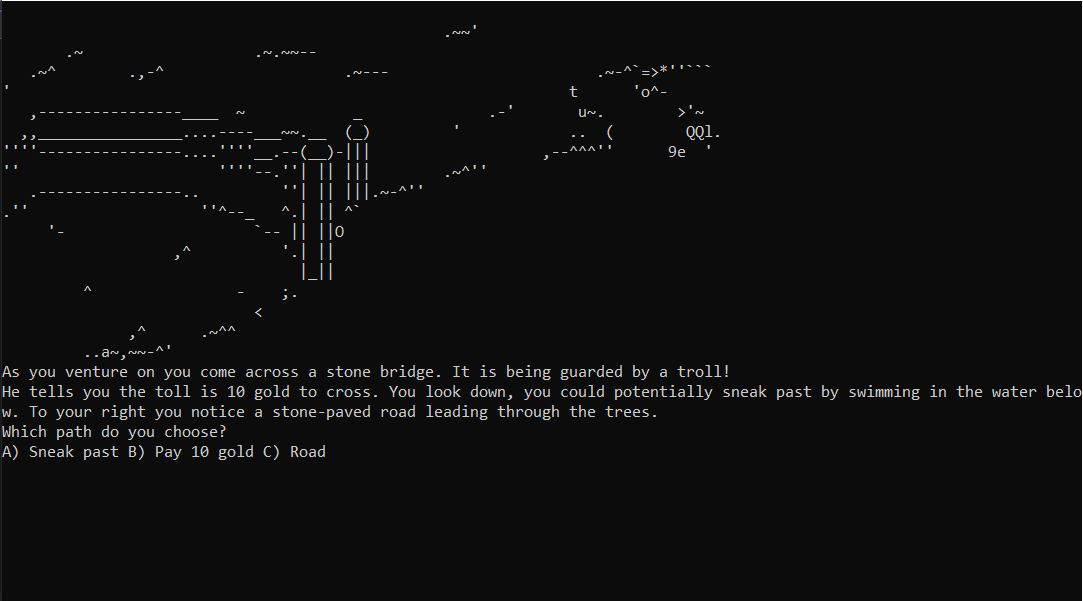 As you venture on you come across a stone bridge. It is being guarded by a troll!
He tells you the toll is 10 gold to cross. You look down, you could potentially sneak past by swimming in the water belo
w. To your right you notice a stone-paved road leading through the trees.
Which path do you choose?
A) Sneak past B) Pay 10 gold C) Road